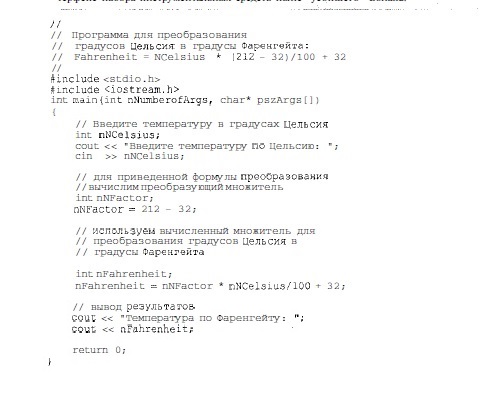 //
// Программа для преобразования
// градусов Цельсия в градусы Фаренгейта:
// Fahrenheit = NCelsius * (212 - 32)/100 + 32
//
#include <stdio.h>
#include <iostream.h>
int main(int nNumberofArgs, char* pszArgs[])
{
// Введите температуру в градусах Цельсия
int nNCelsius;
cout << "Введите температуру по Цельсию: ";
cin >> nNCelsius;
// для приведенной формулы преобразования
//вычислим преобразующий множитель
int nNFactor;
nNFactor = 212 - 32;
// используем вычисленный множитель для
// преобразования градусов Цельсия в
// градусы Фаренгейта
int nFahrenheit;
nFahrenheit = nNFactor * nNCelsius/100 + 32;
// вывод результатов
cout << "Температура по Фаренгейту: ";
cout << nFahrenheit;
return 0;
}